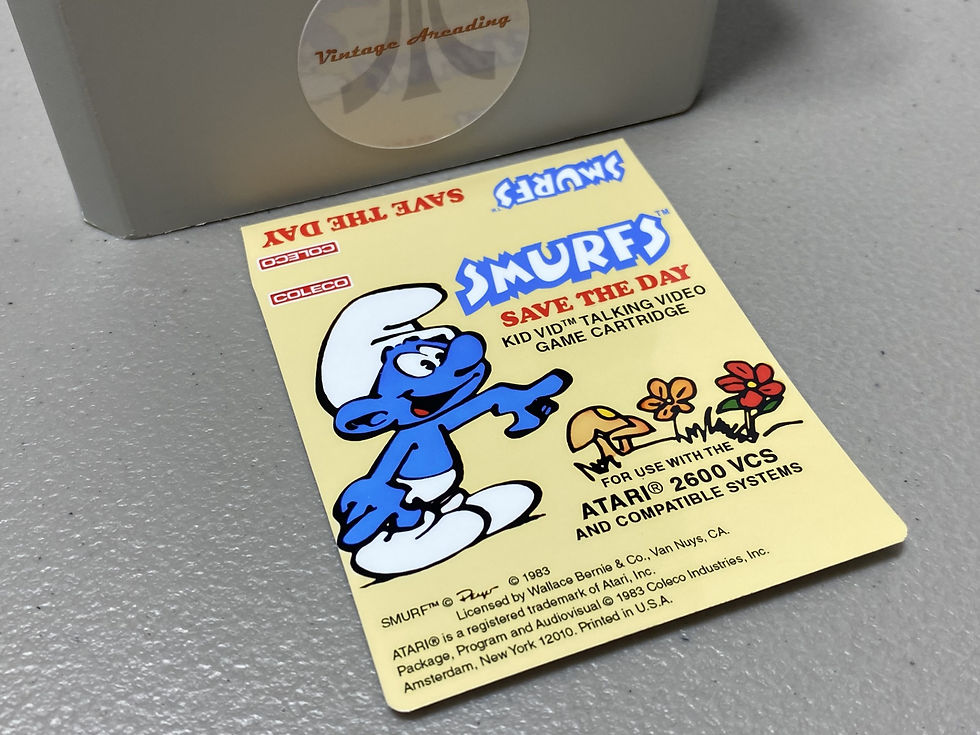 Vintage Arcading
SMURFS™
SAVE THE DAY
COLECO
COLECO
SMURFS™
SAVE THE DAY
KID VID™ TALKING VIDEO
GAME CARTRIDGE
FOR USE WITH THE
ATARI® 2600 VCS
AND COMPATIBLE SYSTEMS
SMURF™ © Peyo © 1983
Licensed by Wallace Bernie & Co., Van Nuys, CA.
ATARI® is a registered trademark of Atari, Inc.
Package, Program and Audiovisual © 1983 Coleco Industries, Inc.
Amsterdam, New York 12010. Printed in U.S.A.